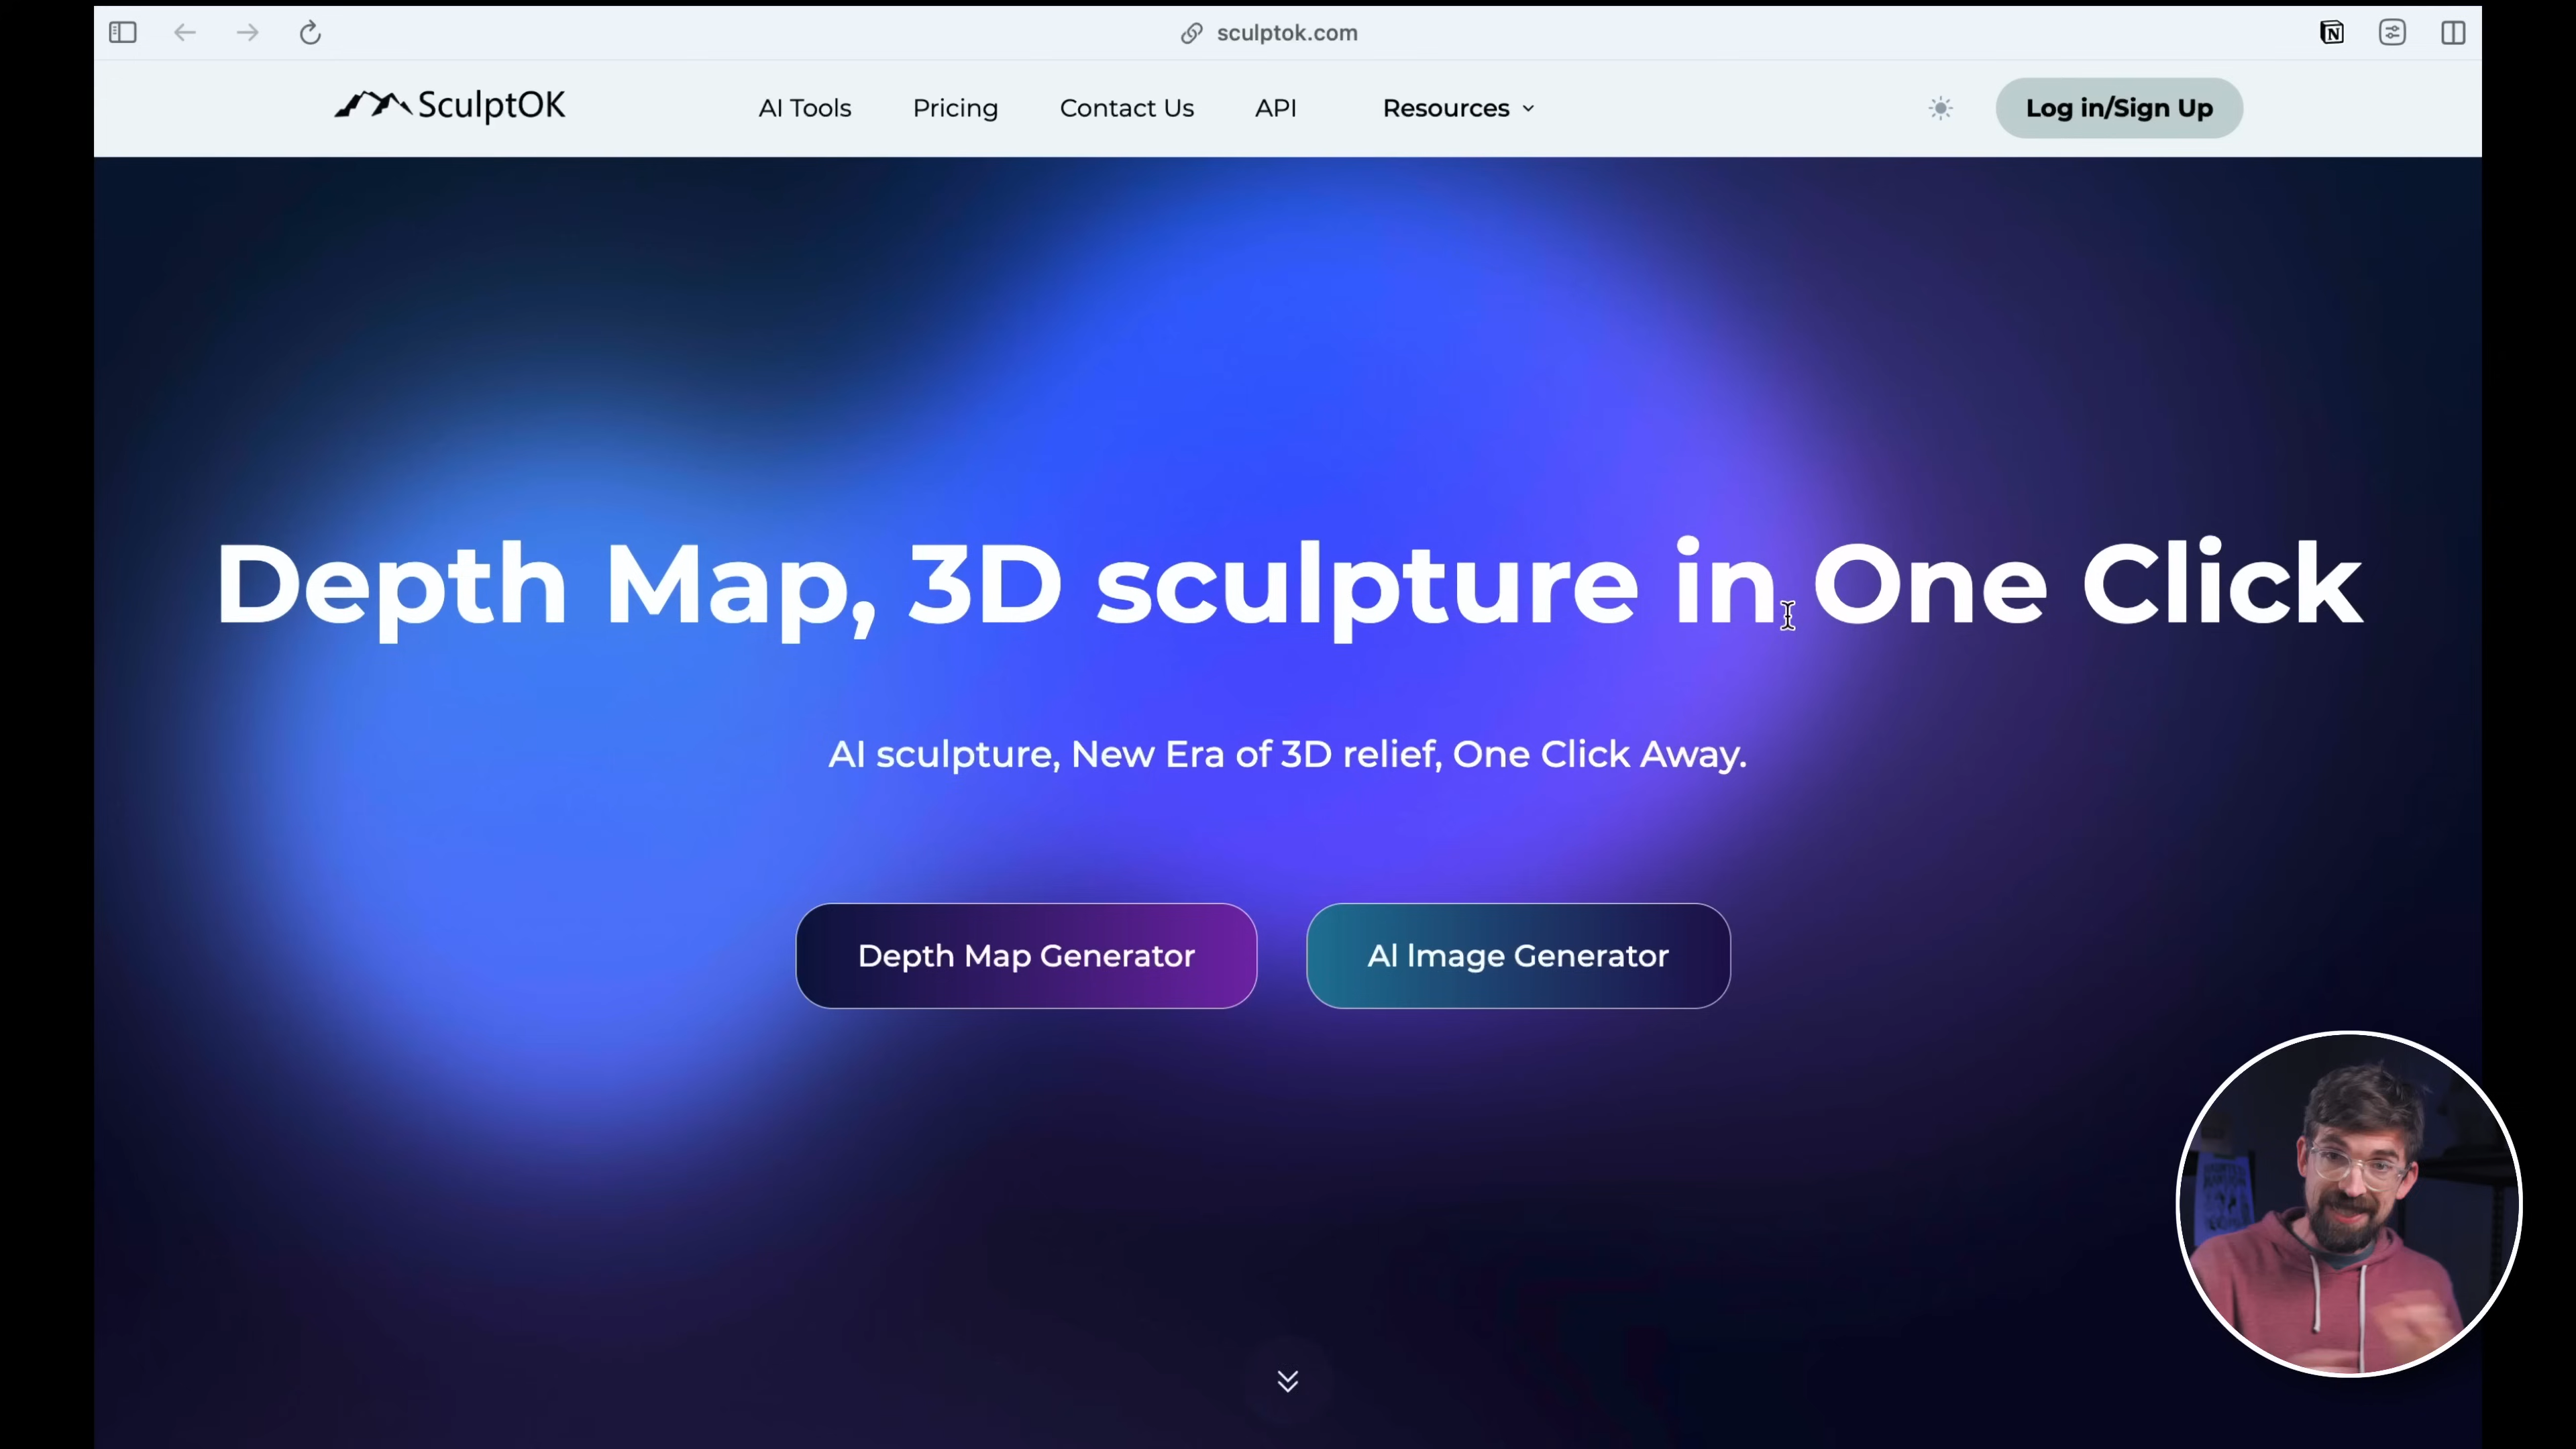 sculptok.com
SculptOK
AI Tools
Pricing
Contact Us
API
Resources
Log in/Sign Up
Depth Map, 3D sculpture in One Click
AI sculpture, New Era of 3D relief, One Click Away.
Depth Map Generator
AI Image Generator